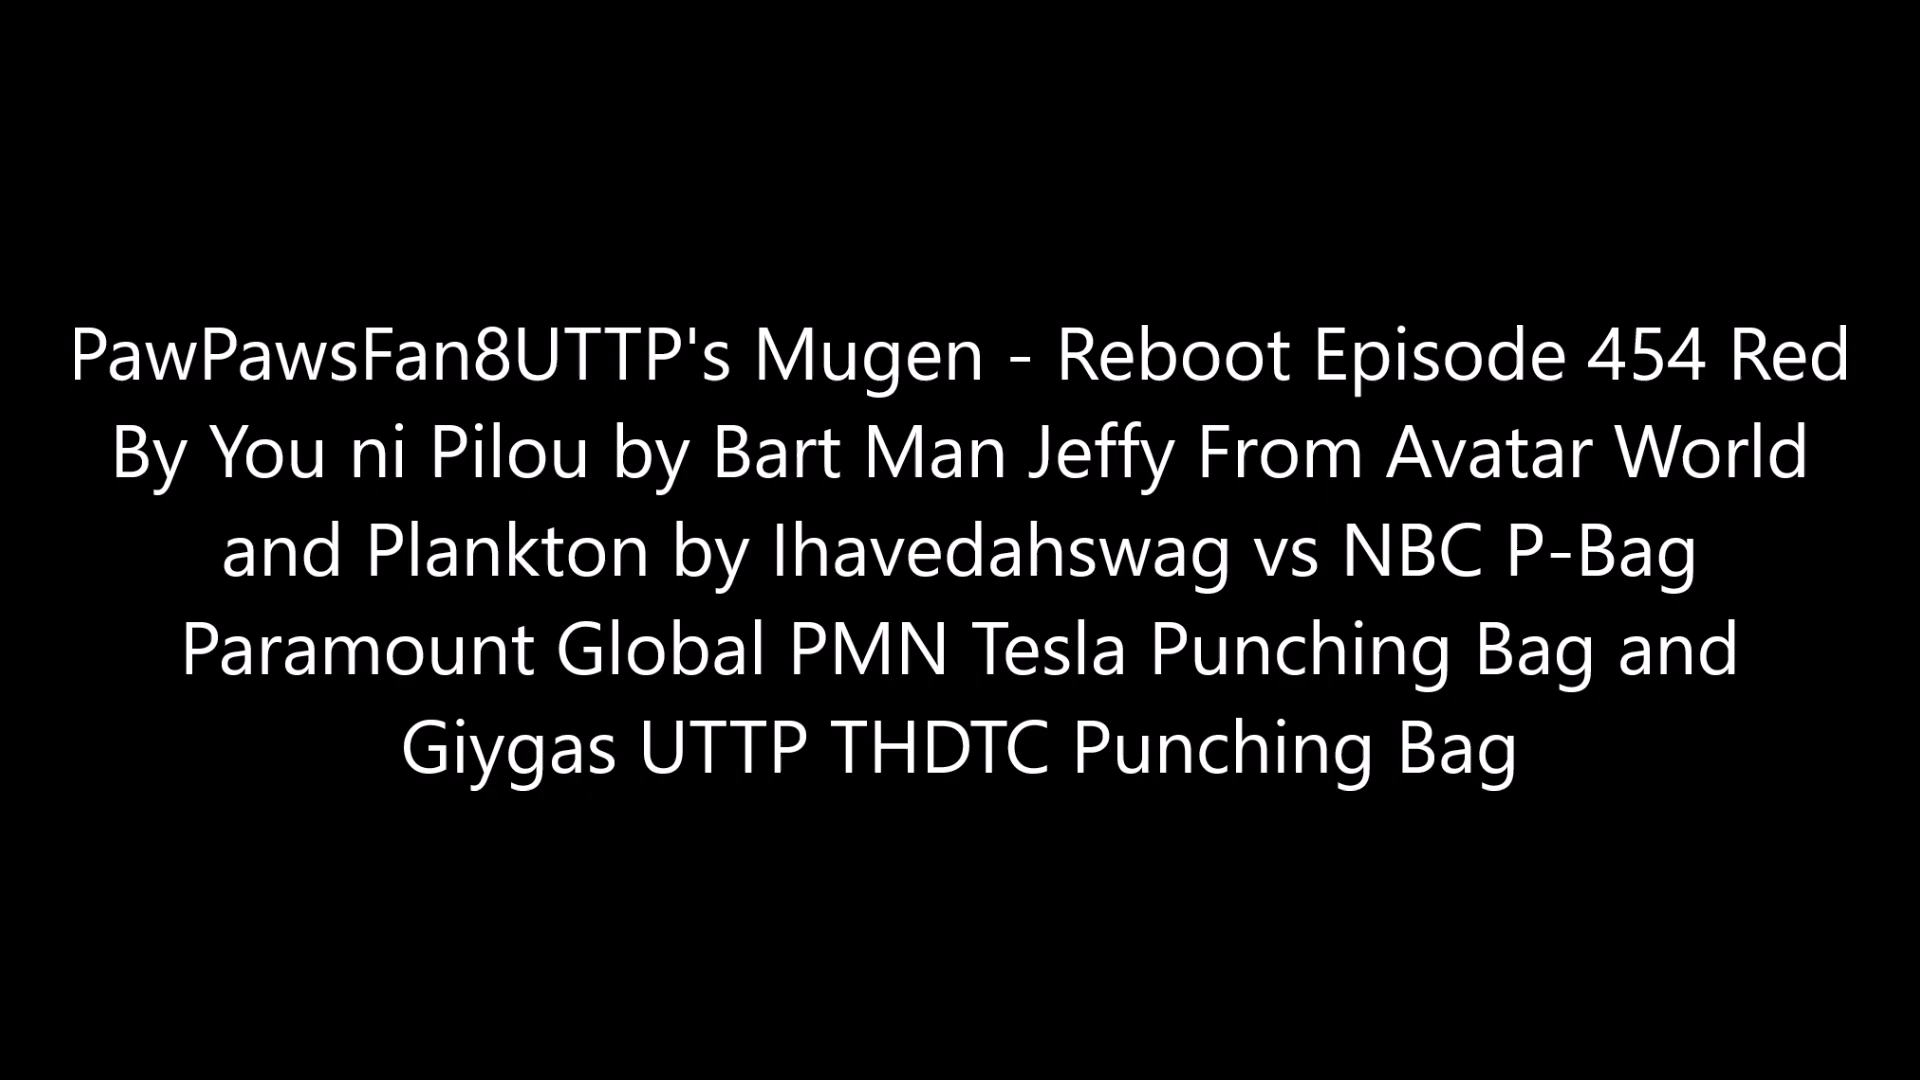 PawPawsFan8UTTP's Mugen - Reboot Episode 454 Red
By You ni Pilou by Bart Man Jeffy From Avatar World
and Plankton by Ihavedahswag vs NBC P-Bag
Paramount Global PMN Tesla Punching Bag and
Giygas UTTP THDTC Punching Bag